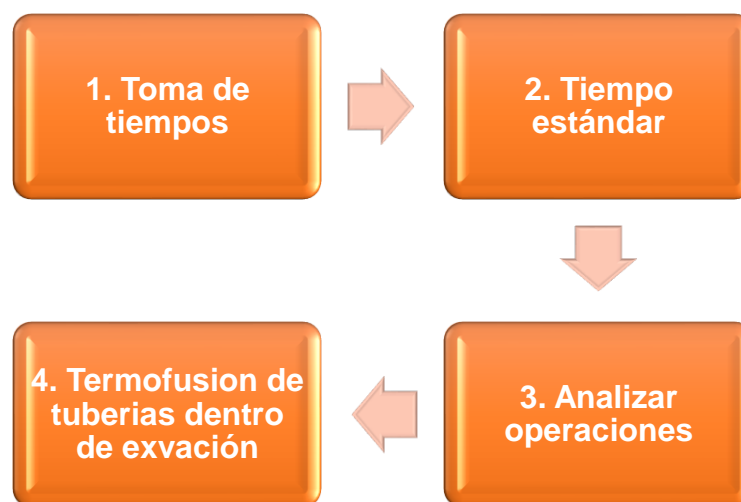 1. Toma de
tiempos
2. Tiempo
estándar
3. Analizar
operaciones
4. Termofusion de
tuberias dentro
de exvación